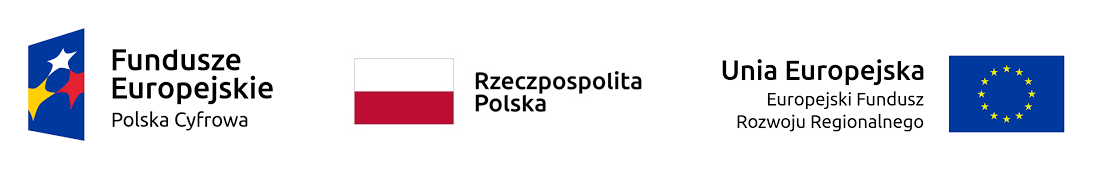 Fundusze
Europejskie
Polska Cyfrowa
Rzeczpospolita
Polska
Unia Europejska
Europejski Fundusz
Rozwoju Regionalnego